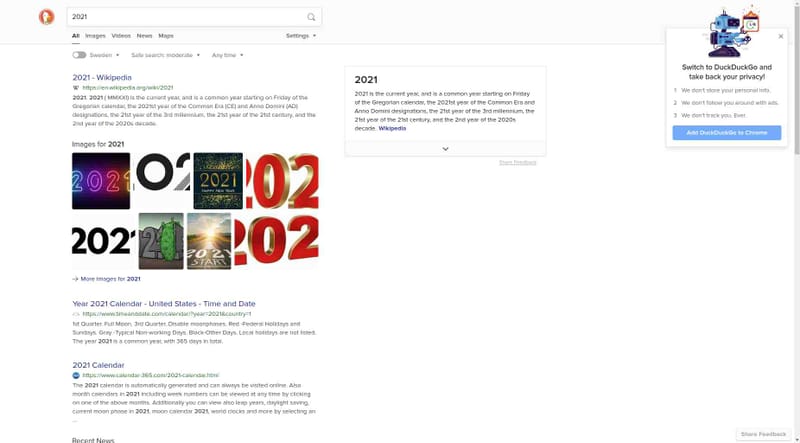 2021
All Images Videos News Maps Settings
Sweden Safe search: moderate Any time
2021 - Wikipedia
https://en.wikipedia.org/wiki/2021
2021. 2021 ( MMXXI) is the current year, and is a common year starting on Friday
of the Gregorian calendar, the 2021st year of the Common Era (CE) and Anno Domini (AD)
designations, the 21st year of the 3rd millennium, the 21st year of the 21st century, and the
2nd year of the 2020s decade.
Images for 2021
2021
202
2021
HAPPY NEW YEAR
202
2021
21
2021
START
202
More Images for 2021
Year 2021 Calendar - United States - Time and Date
https://www.timeanddate.com/calendar/?year=2021&country=1
1st Quarter. Full Moon. 3rd Quarter. Disable moonphases. Red -Federal Holidays and
Sundays. Gray -Typical Non-working Days. Black-Other Days. Local holidays are not listed.
The year 2021 is a common year, with 365 days in total.
2021 Calendar
https://www.calendar-365.com/2021-calendar.html
The 2021 calendar is automatically generated and can always be visited online. Also
month calendars in 2021 including week numbers can be viewed at any time by clicking
on one of the above months. Additionally you can view also leap years, daylight saving,
current moon phase in 2021, moon calendar 2021, world clocks and more by selecting an
...
Recent News
2021
2021 is the current year, and is a common year starting on Friday
of the Gregorian calendar, the 2021st year of the Common Era and
Anno Domini designations, the 21st year of the 3rd millennium, the
21st year of the 21st century, and the 2nd year of the 2020s
decade. Wikipedia
Share Feedback
Switch to DuckDuckGo and
take back your privacy!
1 We don't store your personal info.
2 We don't follow you around with ads.
3 We don't track you. Ever.
Add DuckDuckGo to Chrome
Share Feedback